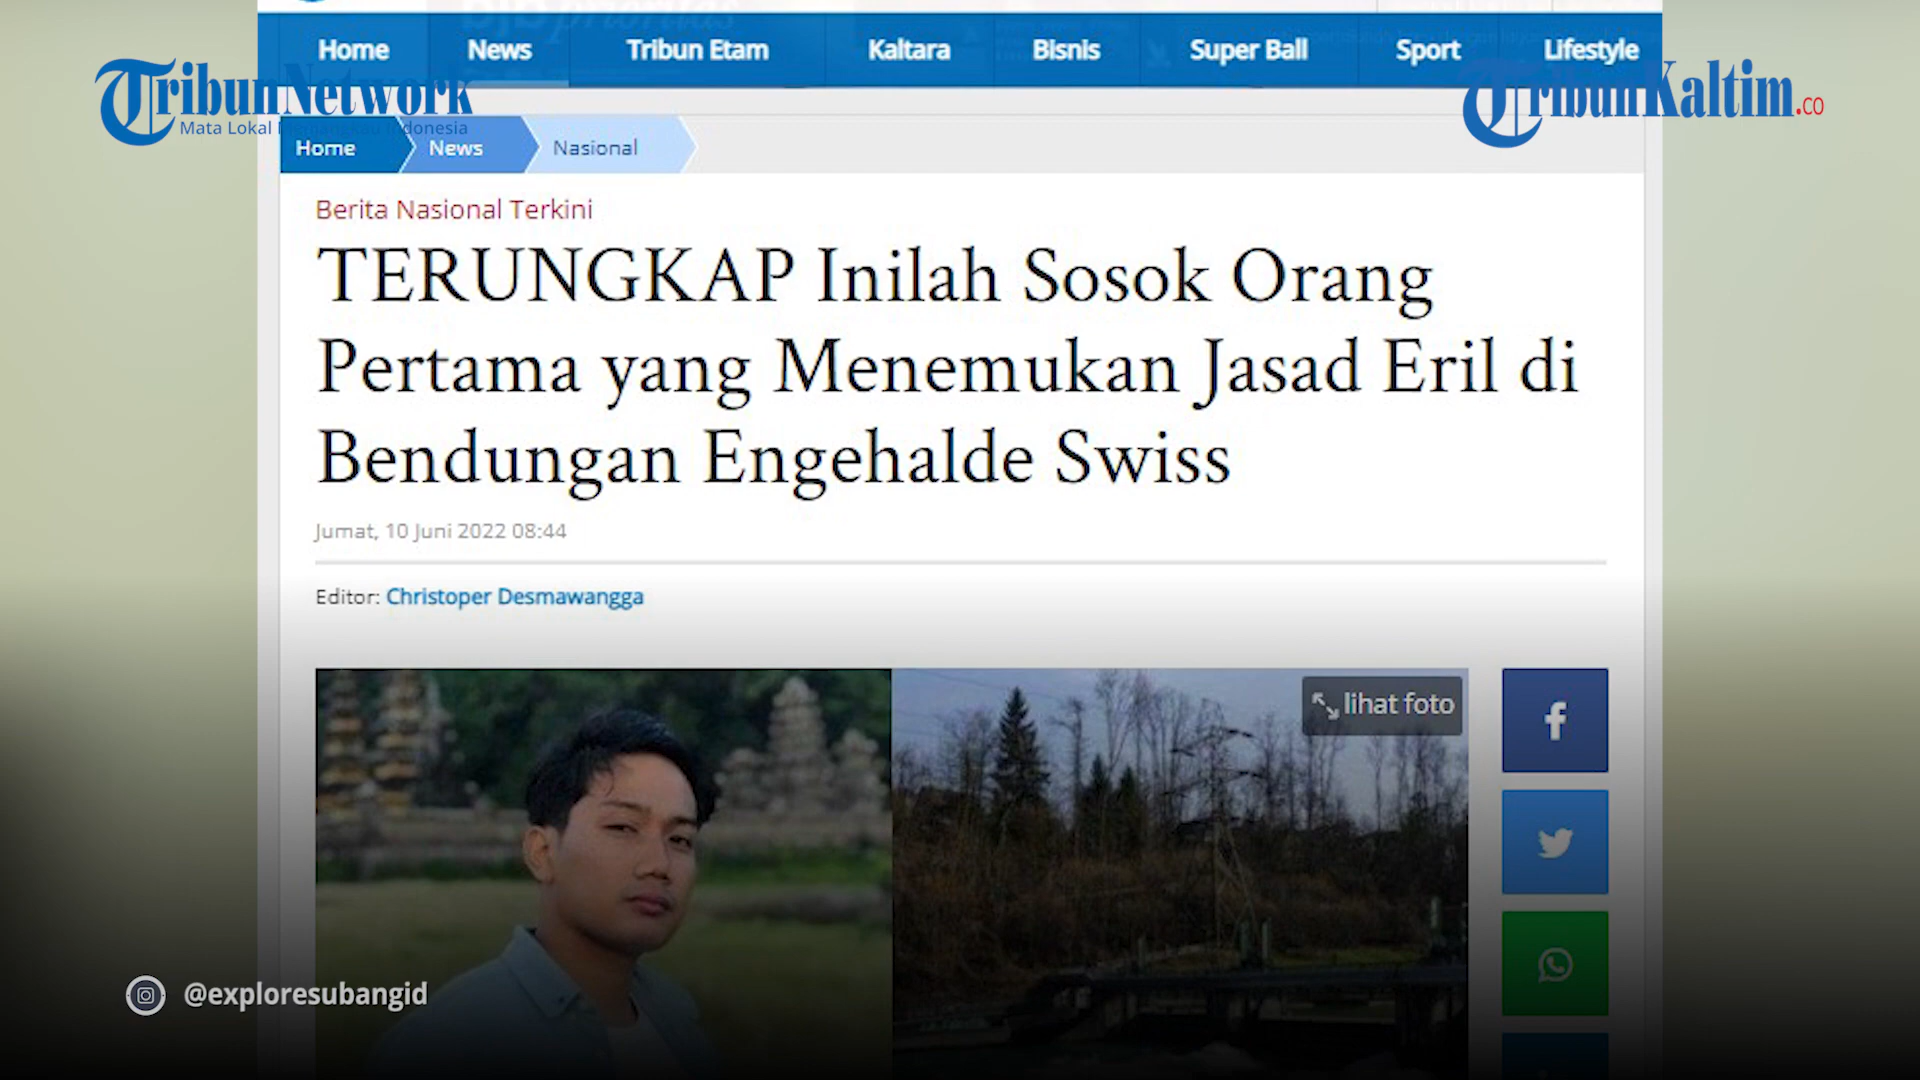 Home News Tribun Etam Kaltara Bisnis Super Ball Sport Lifestyle
TribunNetwork
Mata Lokal Menjangkau Indonesia
TribunKaltim.co
Home News Nasional
Berita Nasional Terkini
TERUNGKAP Inilah Sosok Orang
Pertama yang Menemukan Jasad Eril di
Bendungan Engehalde Swiss
Jumat, 10 Juni 2022 08:44
Editor: Christoper Desmawangga
lihat foto
@exploresubangid